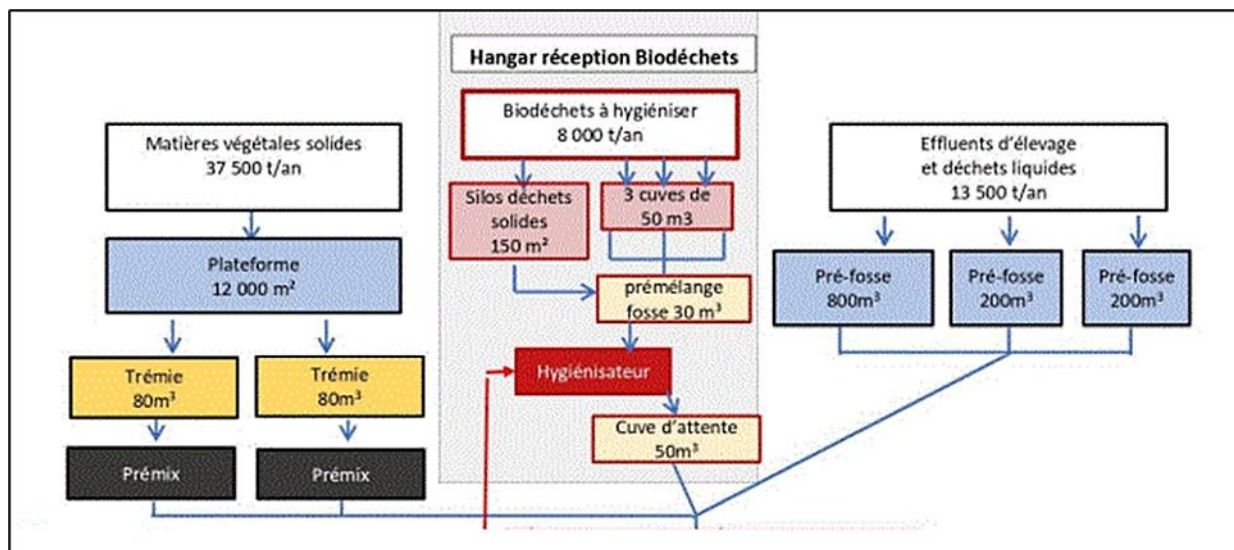 Hangar réception Biodéchets
Biodéchets à hygiéniser
8 000 t/an
Matières végétales solides
37 500 t/an
Effluents d'élevage
et déchets liquides
13 500 t/an
Silos déchets
solides
150 m²
3 cuves de
50 m3
Plateforme
12 000 m²
Pré-fosse
800m³
Pré-fosse
200m³
Pré-fosse
200m³
prémélange
fosse 30 m³
Trémie
80m³
Trémie
80m³
Hygiénisateur
Cuve d'attente
50m³
Prémix
Prémix